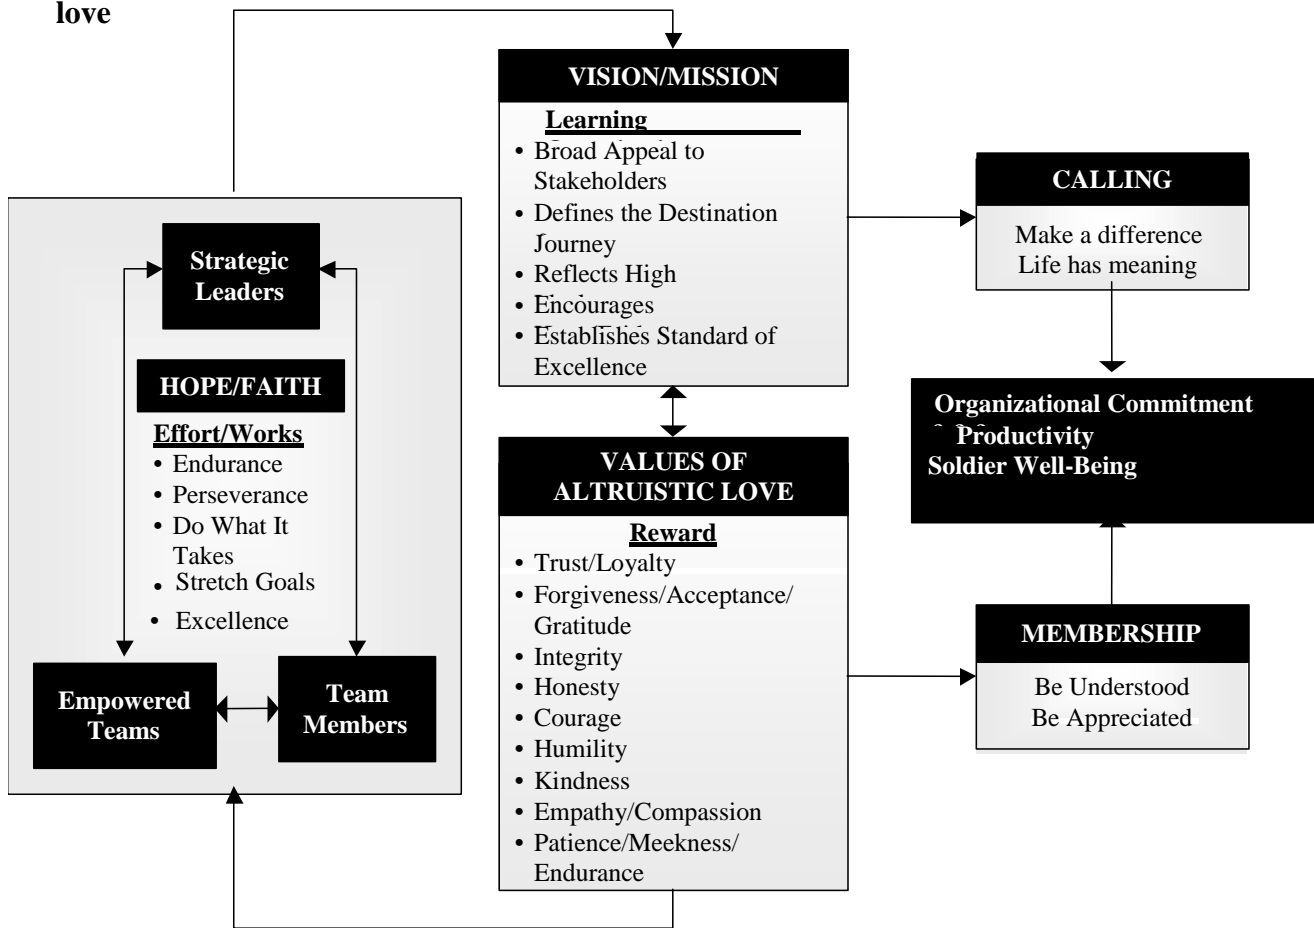 love
VISION/MISSION
Learning
• Broad Appeal to
Stakeholders
• Defines the Destination
Journey
• Reflects High
• Encourages
• Establishes Standard of
Excellence
CALLING
Make a difference
Life has meaning
Strategic
Leaders
HOPE/FAITH
Effort/Works
• Endurance
• Perseverance
• Do What It
Takes
• Stretch Goals
• Excellence
Empowered
Teams
Team
Members
Organizational Commitment
Productivity
Soldier Well-Being
VALUES OF
ALTRUISTIC LOVE
Reward
• Trust/Loyalty
• Forgiveness/Acceptance/
Gratitude
• Integrity
• Honesty
• Courage
• Humility
• Kindness
• Empathy/Compassion
• Patience/Meekness/
Endurance
MEMBERSHIP
Be Understood
Be Appreciated